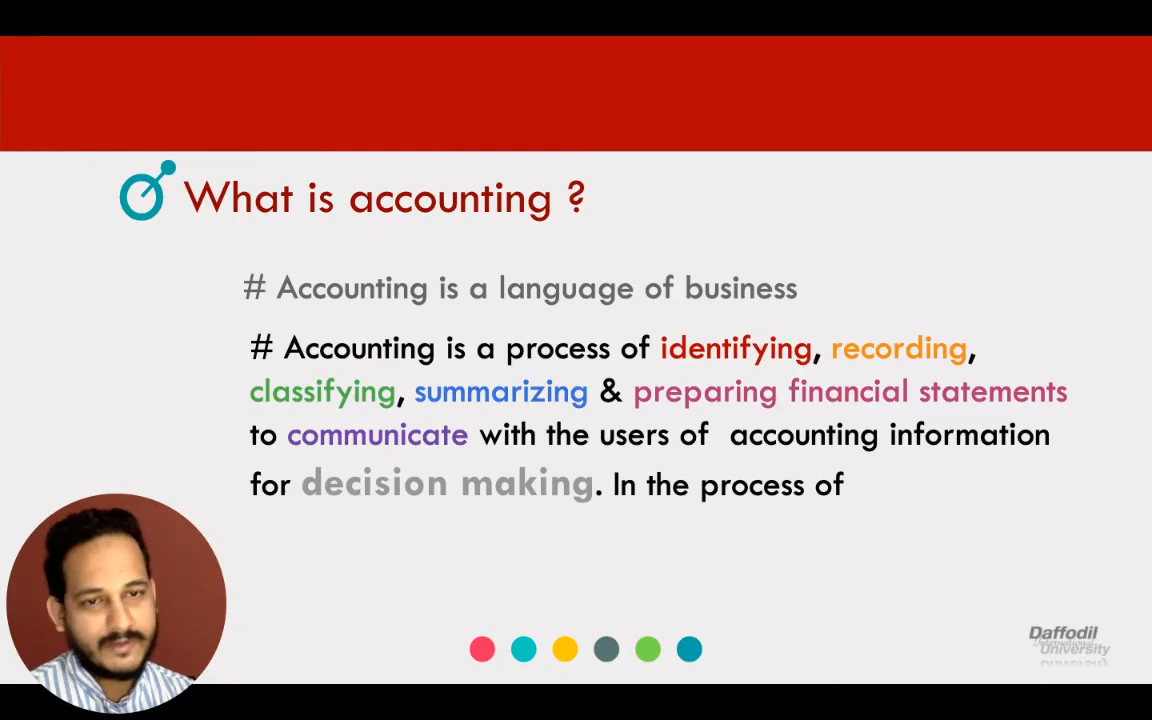 What is accounting ?
# Accounting is a language of business
# Accounting is a process of identifying, recording,
classifying, summarizing & preparing financial statements
to communicate with the users of accounting information
for decision making. In the process of
Daffodil
International
University